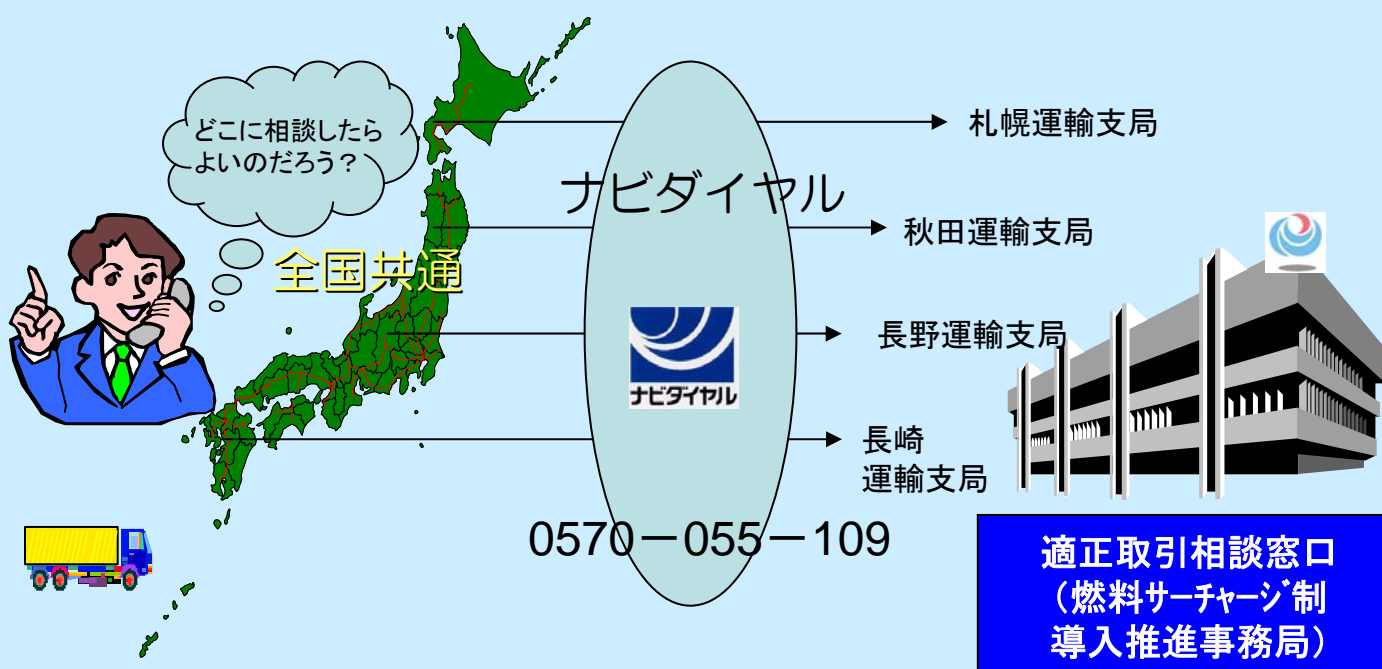 どこに相談したら
よいのだろう？
全国共通
ナビダイヤル
ナビダイヤル
0570－055－109
札幌運輸支局
秋田運輸支局
長野運輸支局
長崎
運輸支局
適正取引相談窓口
（燃料サーチャージ制
導入推進事務局）